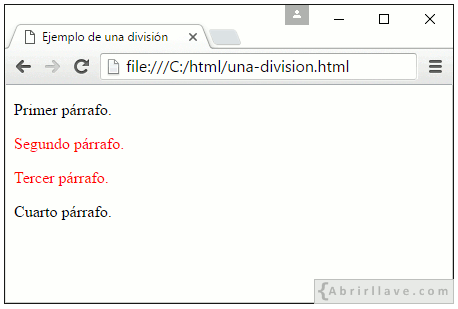 Ejemplo de una división
file:///C:/html/una-division.html
Primer párrafo.
Segundo párrafo.
Tercer párrafo.
Cuarto párrafo.
{Abrirllave.com